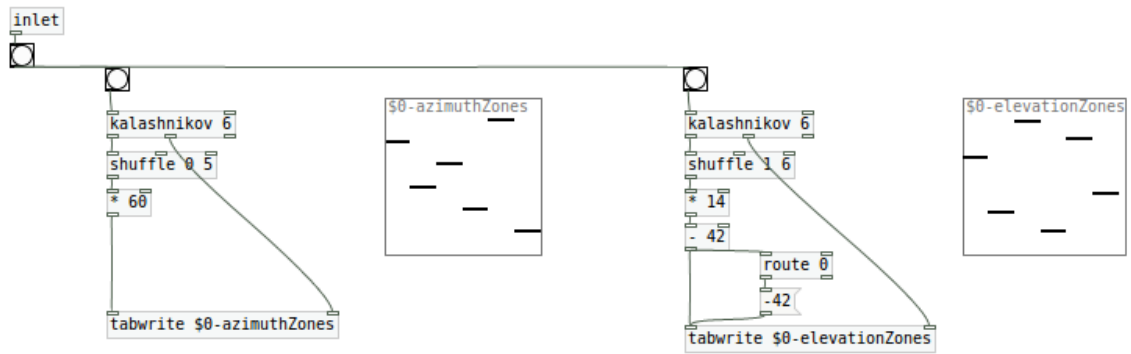 inlet
kalashnikov 6
shuffle 0 5
* 60
tabwrite $0-azimuthZones
$0-azimuthZones
kalashnikov 6
shuffle 1 6
* 14
- 42
route 0
-42
tabwrite $0-elevationZones
$0-elevationZones